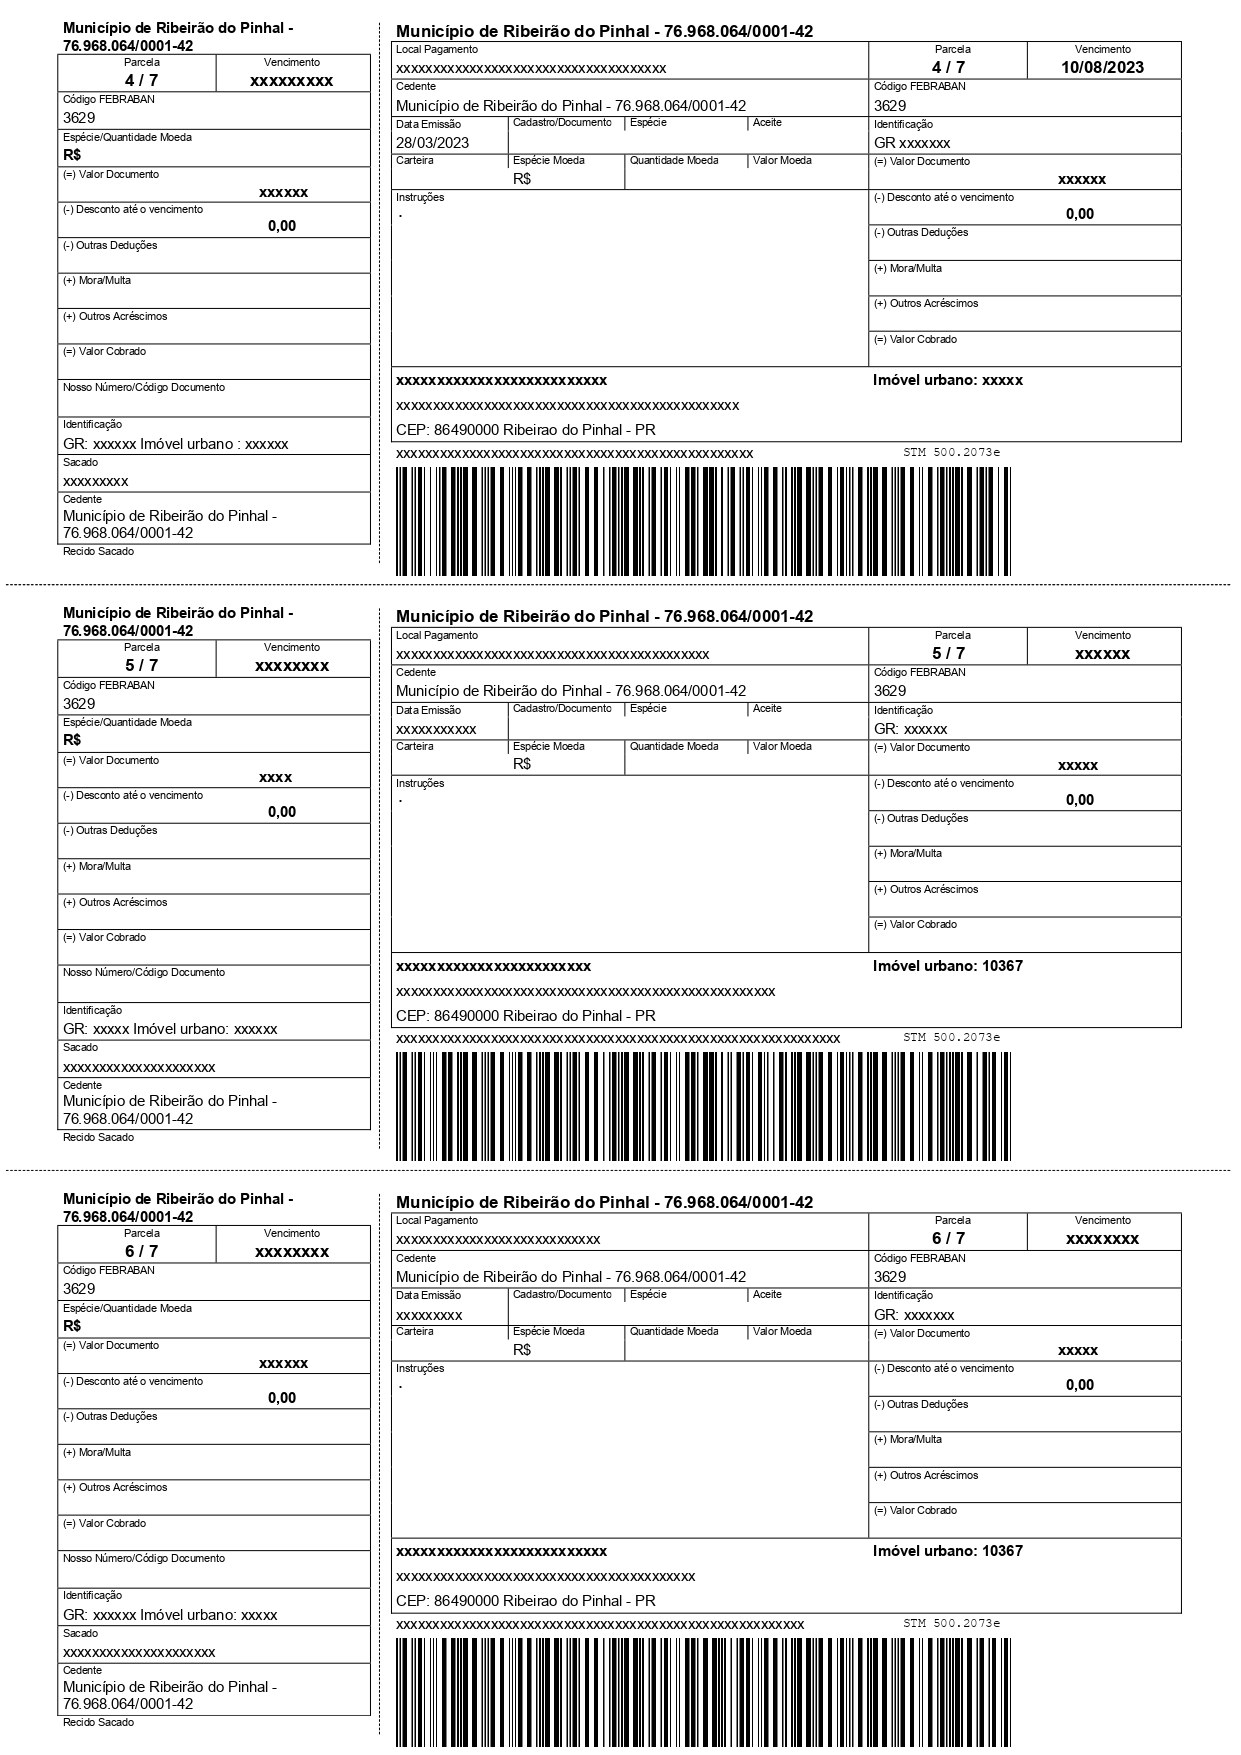 Município de Ribeirão do Pinhal -
76.968.064/0001-42
Parcela Vencimento
4 / 7 xxxxxxxxx
Código FEBRABAN
3629
Espécie/Quantidade Moeda
R$
(=) Valor Documento
xxxxxx
(-) Desconto até o vencimento
0,00
(-) Outras Deduções
(+) Mora/Multa
(+) Outros Acréscimos
(=) Valor Cobrado
Nosso Número/Código Documento
Identificação
GR: xxxxxx Imóvel urbano : xxxxxx
Sacado
xxxxxxxxx
Cedente
Município de Ribeirão do Pinhal -
76.968.064/0001-42
Recido Sacado
Município de Ribeirão do Pinhal - 76.968.064/0001-42
Local Pagamento Parcela Vencimento
xxxxxxxxxxxxxxxxxxxxxxxxxxxxxxxxxxxxx 4 / 7 10/08/2023
Cedente Código FEBRABAN
Município de Ribeirão do Pinhal - 76.968.064/0001-42 3629
Data Emissão Cadastro/Documento Espécie Aceite Identificação
28/03/2023 GR xxxxxxx
Carteira Espécie Moeda Quantidade Moeda Valor Moeda (=) Valor Documento
R$ xxxxxx
Instruções (-) Desconto até o vencimento
. 0,00
(-) Outras Deduções
(+) Mora/Multa
(+) Outros Acréscimos
(=) Valor Cobrado
xxxxxxxxxxxxxxxxxxxxxxxxxx Imóvel urbano: xxxxx
xxxxxxxxxxxxxxxxxxxxxxxxxxxxxxxxxxxxxxxxxxxxxxx
CEP: 86490000 Ribeirao do Pinhal - PR
xxxxxxxxxxxxxxxxxxxxxxxxxxxxxxxxxxxxxxxxxxxxxxxxx STM 500.2073e
Município de Ribeirão do Pinhal -
76.968.064/0001-42
Parcela Vencimento
5 / 7 xxxxxxxx
Código FEBRABAN
3629
Espécie/Quantidade Moeda
R$
(=) Valor Documento
xxxx
(-) Desconto até o vencimento
0,00
(-) Outras Deduções
(+) Mora/Multa
(+) Outros Acréscimos
(=) Valor Cobrado
Nosso Número/Código Documento
Identificação
GR: xxxxx Imóvel urbano: xxxxxx
Sacado
xxxxxxxxxxxxxxxxxxxxx
Cedente
Município de Ribeirão do Pinhal -
76.968.064/0001-42
Recido Sacado
Município de Ribeirão do Pinhal - 76.968.064/0001-42
Local Pagamento Parcela Vencimento
xxxxxxxxxxxxxxxxxxxxxxxxxxxxxxxxxxxxxxxxxxx 5 / 7 xxxxxx
Cedente Código FEBRABAN
Município de Ribeirão do Pinhal - 76.968.064/0001-42 3629
Data Emissão Cadastro/Documento Espécie Aceite Identificação
xxxxxxxxxxx GR: xxxxxx
Carteira Espécie Moeda Quantidade Moeda Valor Moeda (=) Valor Documento
R$ xxxxx
Instruções (-) Desconto até o vencimento
. 0,00
(-) Outras Deduções
(+) Mora/Multa
(+) Outros Acréscimos
(=) Valor Cobrado
xxxxxxxxxxxxxxxxxxxxxxxx Imóvel urbano: 10367
xxxxxxxxxxxxxxxxxxxxxxxxxxxxxxxxxxxxxxxxxxxxxxxxxxxx
CEP: 86490000 Ribeirao do Pinhal - PR
xxxxxxxxxxxxxxxxxxxxxxxxxxxxxxxxxxxxxxxxxxxxxxxxxxxxxxxxxxxxx STM 500.2073e
Município de Ribeirão do Pinhal -
76.968.064/0001-42
Parcela Vencimento
6 / 7 xxxxxxxx
Código FEBRABAN
3629
Espécie/Quantidade Moeda
R$
(=) Valor Documento
xxxxxx
(-) Desconto até o vencimento
0,00
(-) Outras Deduções
(+) Mora/Multa
(+) Outros Acréscimos
(=) Valor Cobrado
Nosso Número/Código Documento
Identificação
GR: xxxxxx Imóvel urbano: xxxxx
Sacado
xxxxxxxxxxxxxxxxxxxxx
Cedente
Município de Ribeirão do Pinhal -
76.968.064/0001-42
Recido Sacado
Município de Ribeirão do Pinhal - 76.968.064/0001-42
Local Pagamento Parcela Vencimento
xxxxxxxxxxxxxxxxxxxxxxxxxxxx 6 / 7 xxxxxxxx
Cedente Código FEBRABAN
Município de Ribeirão do Pinhal - 76.968.064/0001-42 3629
Data Emissão Cadastro/Documento Espécie Aceite Identificação
xxxxxxxxx GR: xxxxxxx
Carteira Espécie Moeda Quantidade Moeda Valor Moeda (=) Valor Documento
R$ xxxxx
Instruções (-) Desconto até o vencimento
. 0,00
(-) Outras Deduções
(+) Mora/Multa
(+) Outros Acréscimos
(=) Valor Cobrado
xxxxxxxxxxxxxxxxxxxxxxxxxx Imóvel urbano: 10367
xxxxxxxxxxxxxxxxxxxxxxxxxxxxxxxxxxxxxxxxx
CEP: 86490000 Ribeirao do Pinhal - PR
xxxxxxxxxxxxxxxxxxxxxxxxxxxxxxxxxxxxxxxxxxxxxxxxxxxxxxxx STM 500.2073e